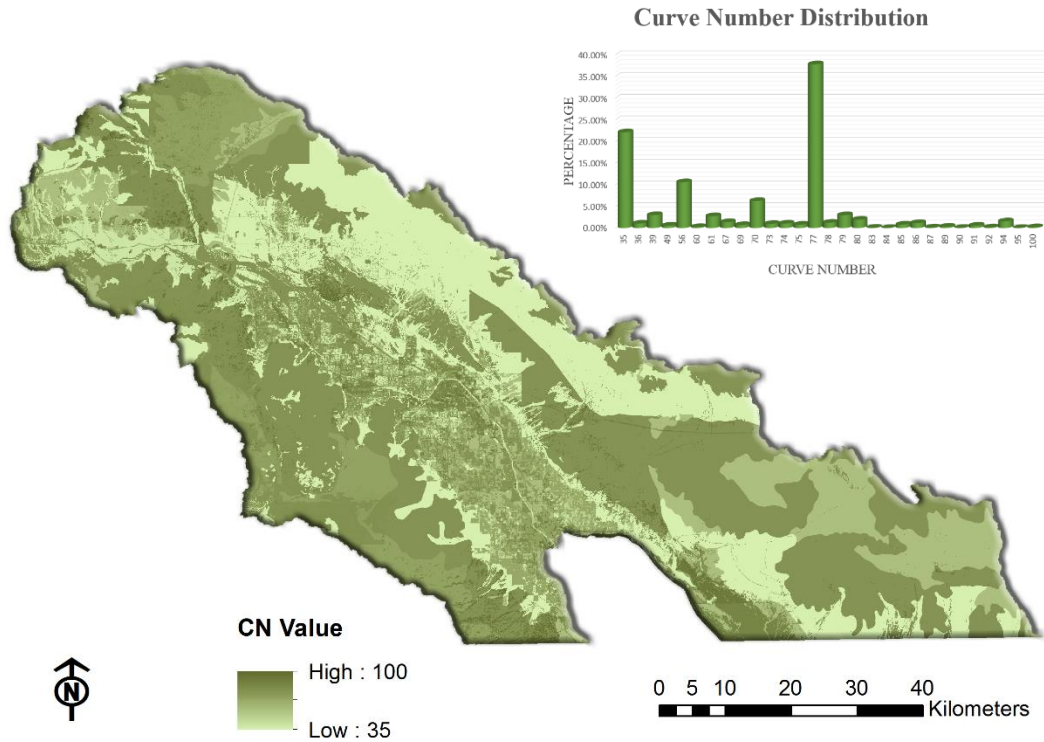 Curve Number Distribution
40.00%
35.00%
30.00%
25.00%
20.00%
15.00%
10.00%
5.00%
0.00%
PERCENTAGE
35 36 39 49 56 60 61 67 69 70 73 74 75 77 78 79 80 83 84 85 86 87 89 90 91 92 94 95 100
CURVE NUMBER
CN Value
High : 100
Low : 35
N
0 5 10 20 30 40
Kilometers